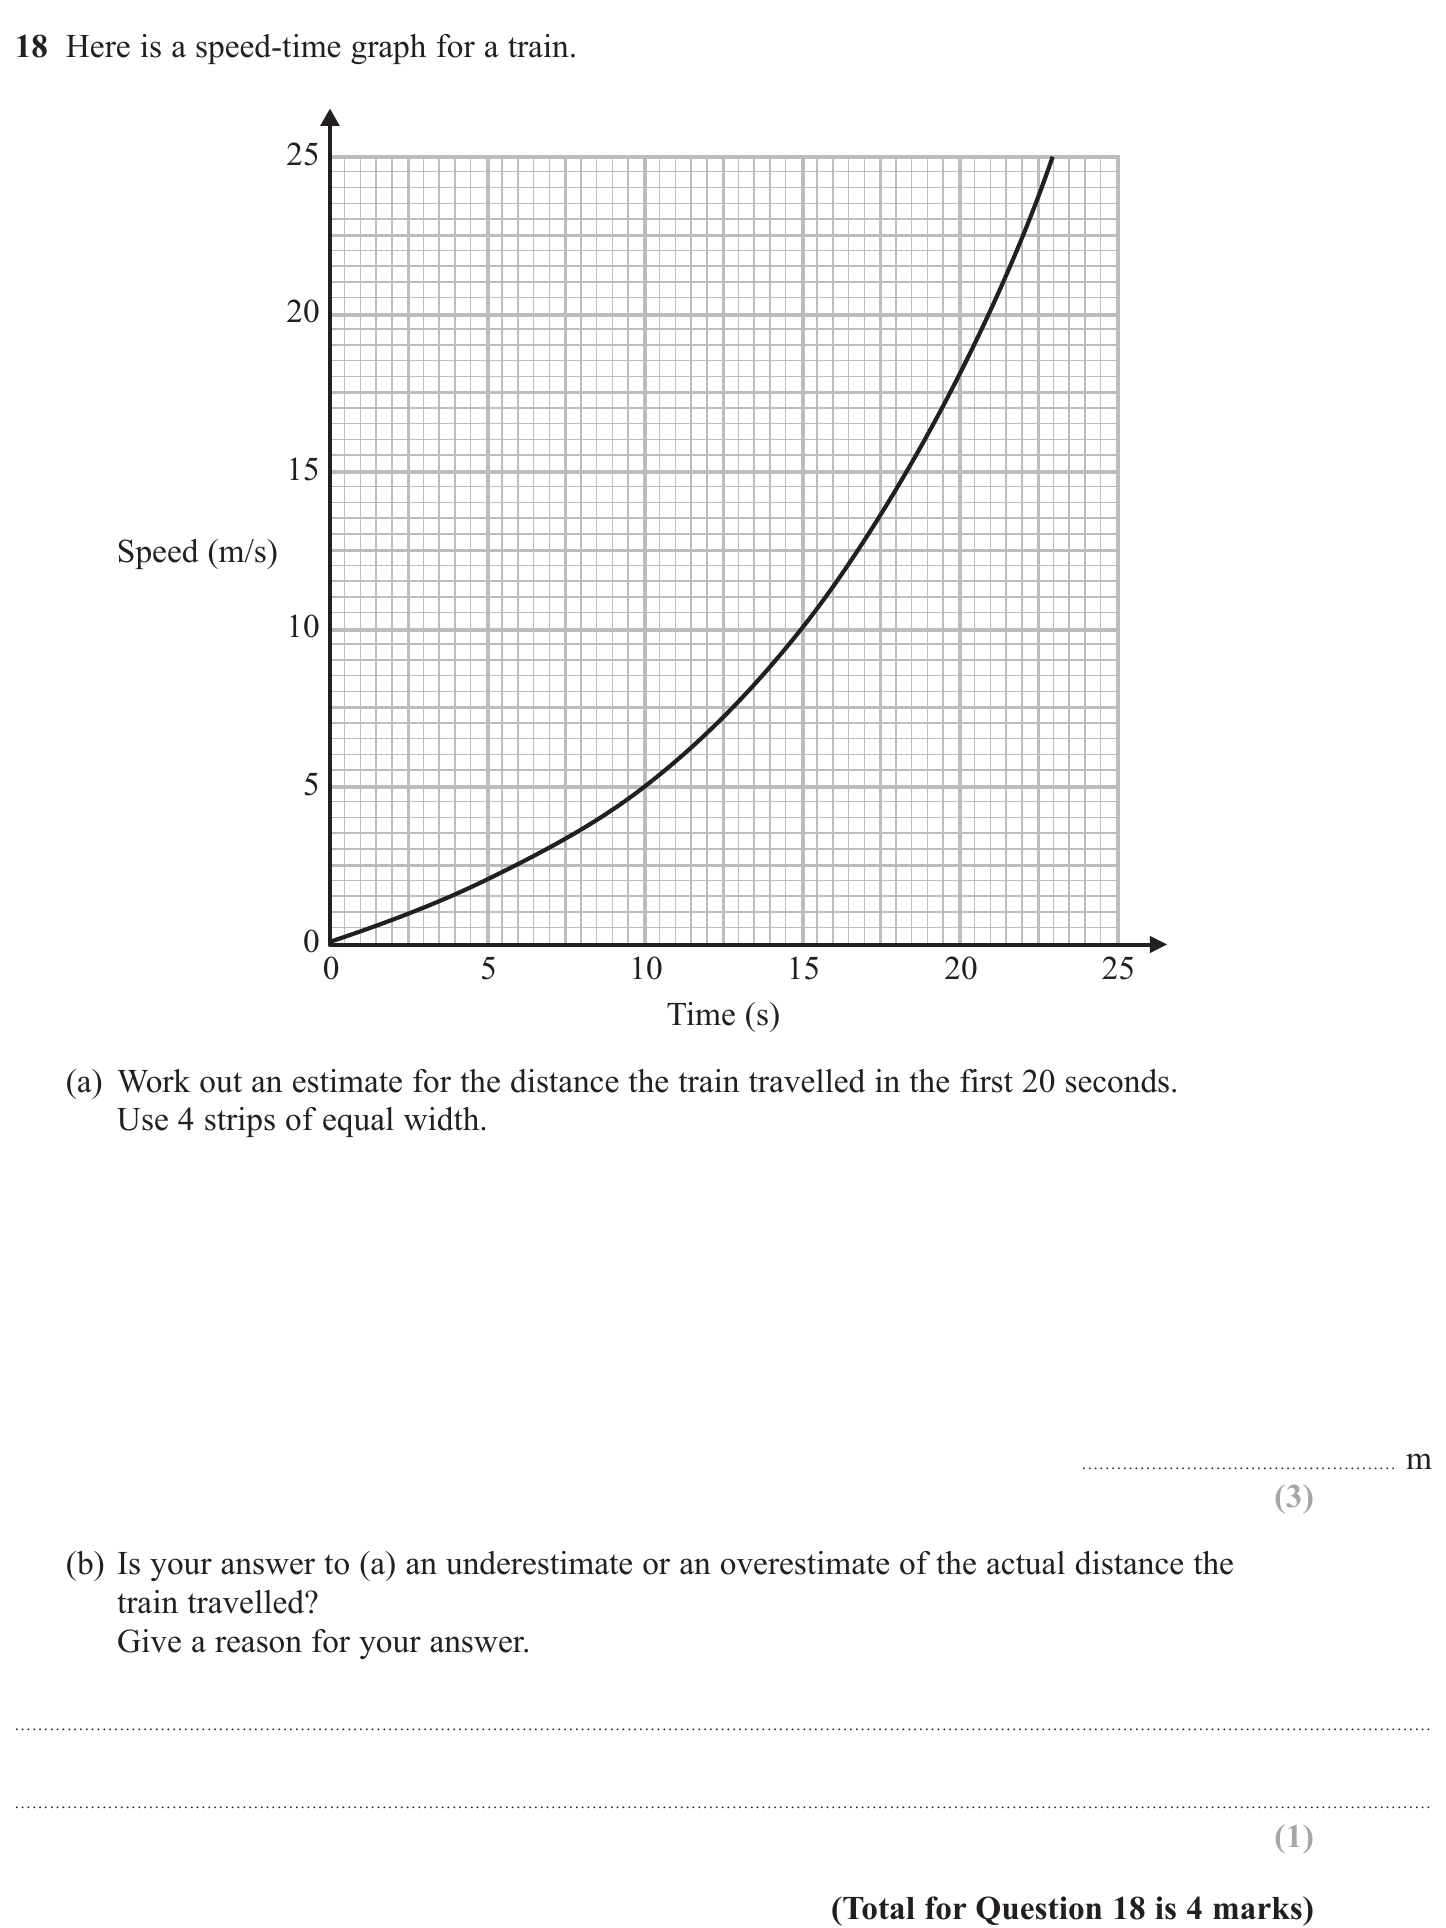 18 Here is a speed-time graph for a train.
25
20
15
Speed (m/s)
10
5
0
0 5 10 15 20 25
Time (s)
(a) Work out an estimate for the distance the train travelled in the first 20 seconds.
Use 4 strips of equal width.
m
(3)
(b) Is your answer to (a) an underestimate or an overestimate of the actual distance the
train travelled?
Give a reason for your answer.
(1)
(Total for Question 18 is 4 marks)